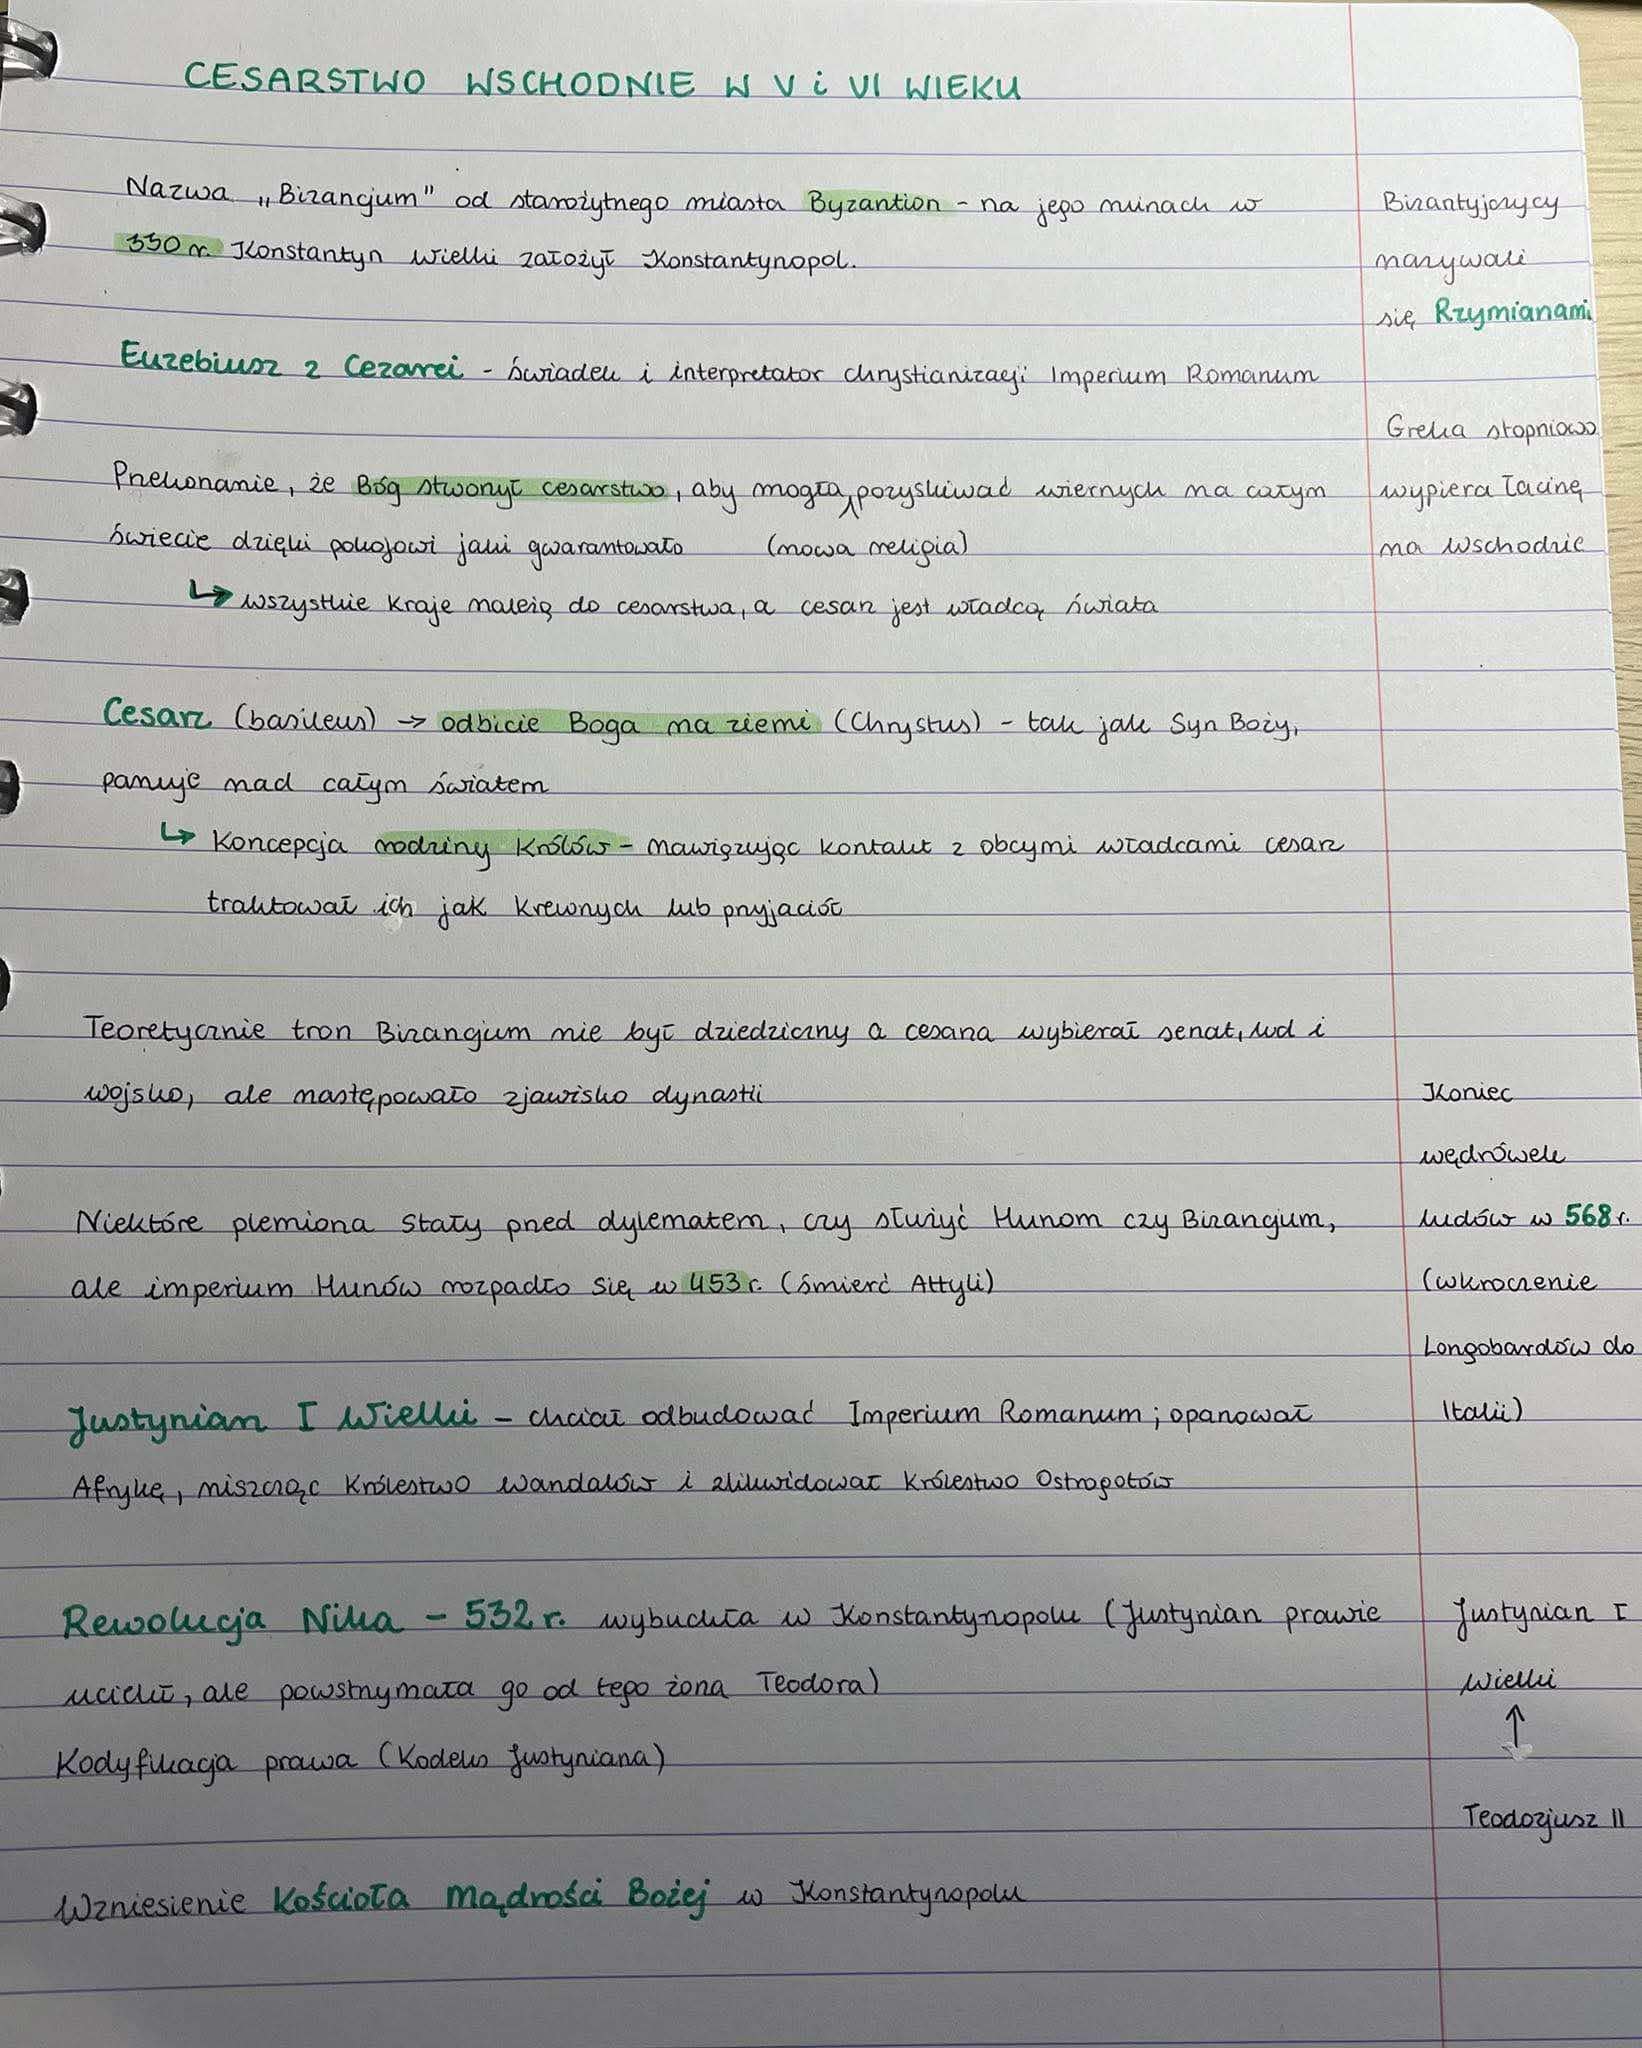 CESARSTWO WSCHODNIE W V i VI WIEKU
Nazwa „Bizancjum" od starożytnego miasta Byzantion - na jego ruinach w
330 r. Konstantyn Wielki założył Konstantynopol.
Bizantyjczycy
nazywali
się Rzymianami
Euzebiusz z Cezarei - świadek i interpretator chrystianizacji Imperium Romanum
Greka stopniowo
wypiera łacinę
na wschodzie
Przekonanie, że Bóg stworzył cesarstwo, aby mogła pozyskiwać wiernych na całym
świecie dzięki pokojowi jaki gwarantowało (nowa religia)
↳ wszystkie kraje należą do cesarstwa, a cesarz jest władcą świata
Cesarz (basileus) → odbicie Boga na ziemi (Chrystus) - tak jak Syn Boży,
panuje nad całym światem
↳ Koncepcja rodziny królów - nawiązując kontakt z obcymi władcami cesarz
traktował ich jak krewnych lub przyjaciół
Teoretycznie tron Bizancjum nie był dziedziczny a cesarza wybierał senat, lud i
wojsko, ale następowało zjawisko dynastii
Koniec
wędrówek
ludów w 568 r.
(wkroczenie
Longobardów do
Italii)
Niektóre plemiona stały przed dylematem, czy służyć Hunom czy Bizancjum,
ale imperium Hunów rozpadło się w 453 r. (śmierć Attyli)
Justynian I Wielki - chciał odbudować Imperium Romanum; opanował
Afrykę, niszcząc Królestwo Wandalów i zlikwidował Królestwo Ostrogotów
Rewolucja Nika - 532 r. wybuchła w Konstantynopolu (Justynian prawie
uciekł, ale powstrzymała go od tego żona Teodora)
Kodyfikacja prawa (Kodeks Justyniana)
Justynian I
Wielki
↕
Teodozjusz II
Wzniesienie Kościoła Mądrości Bożej w Konstantynopolu